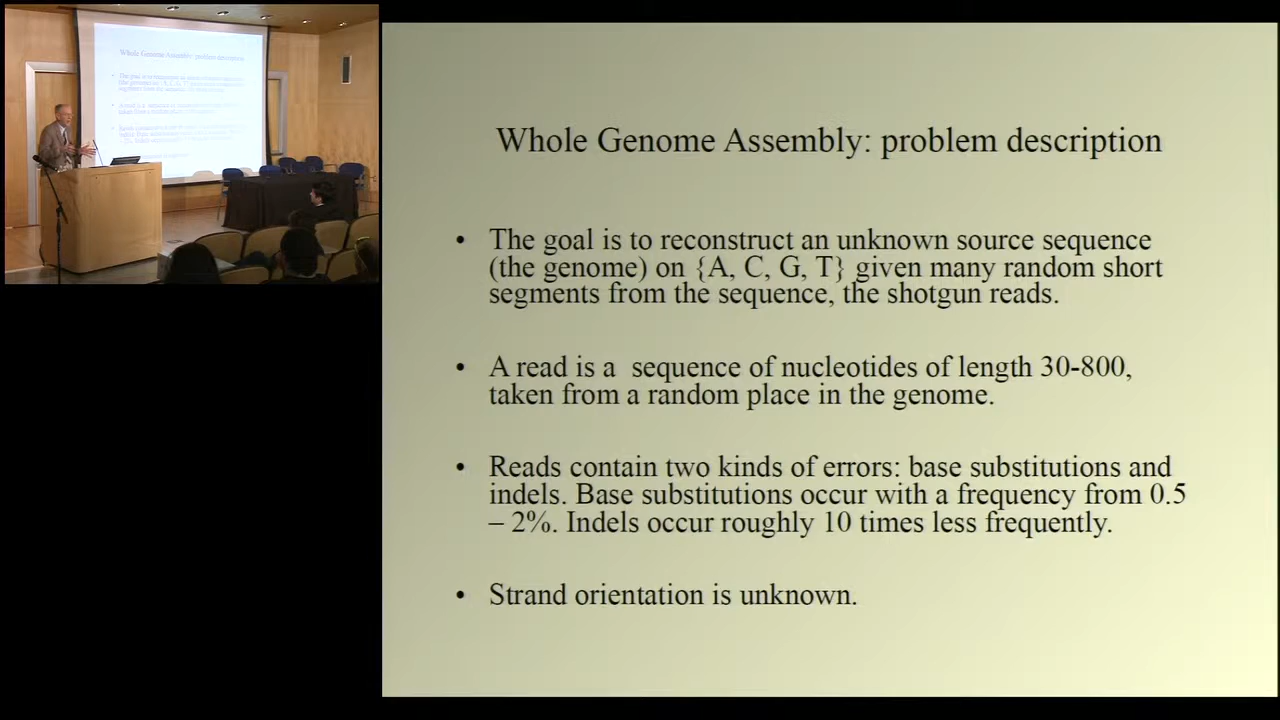 Whole Genome Assembly: problem description
• The goal is to reconstruct an unknown source sequence
(the genome) on {A, C, G, T} given many random short
segments from the sequence, the shotgun reads.
• A read is a  sequence of nucleotides of length 30-800,
taken from a random place in the genome.
• Reads contain two kinds of errors: base substitutions and
indels. Base substitutions occur with a frequency from 0.5
– 2%. Indels occur roughly 10 times less frequently.
• Strand orientation is unknown.